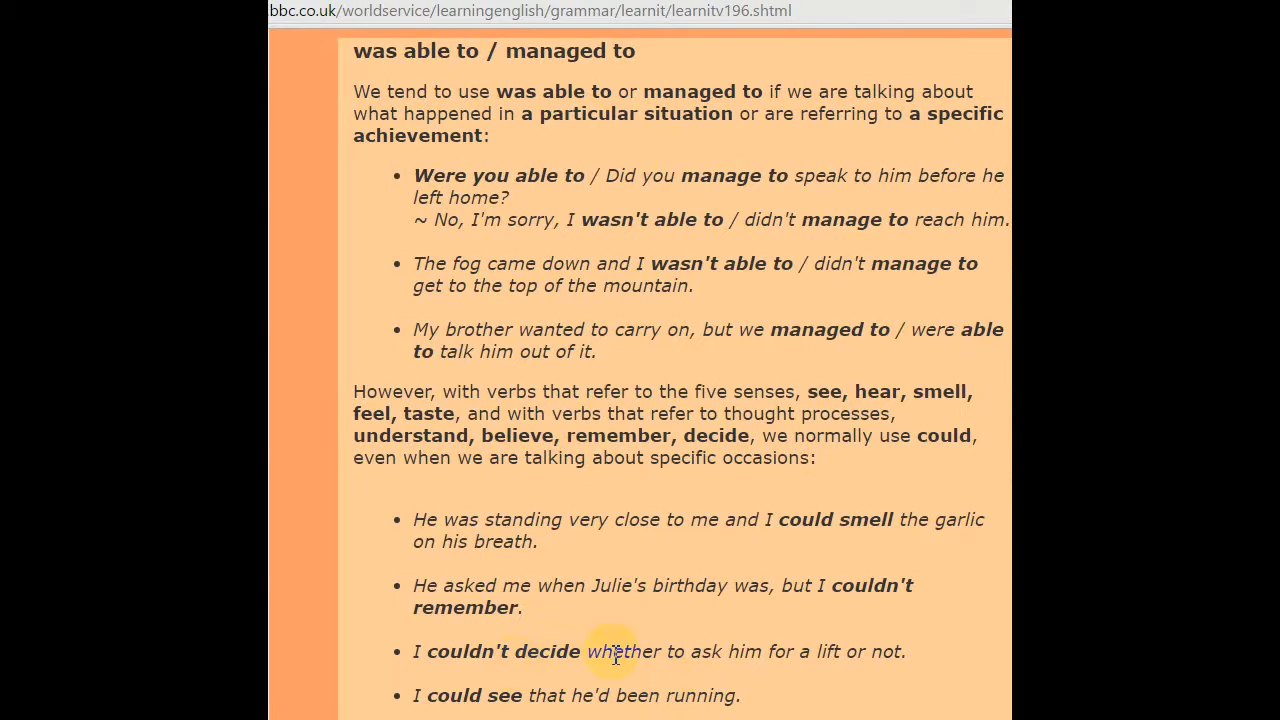 bbc.co.uk/worldservice/learningenglish/grammar/learnit/learnitv196.shtml
was able to / managed to
We tend to use was able to or managed to if we are talking about
what happened in a particular situation or are referring to a specific
achievement:
• Were you able to / Did you manage to speak to him before he
left home?
~ No, I'm sorry, I wasn't able to / didn't manage to reach him.
• The fog came down and I wasn't able to / didn't manage to
get to the top of the mountain.
• My brother wanted to carry on, but we managed to / were able
to talk him out of it.
However, with verbs that refer to the five senses, see, hear, smell,
feel, taste, and with verbs that refer to thought processes,
understand, believe, remember, decide, we normally use could,
even when we are talking about specific occasions:
• He was standing very close to me and I could smell the garlic
on his breath.
• He asked me when Julie's birthday was, but I couldn't
remember.
• I couldn't decide whether to ask him for a lift or not.
• I could see that he'd been running.